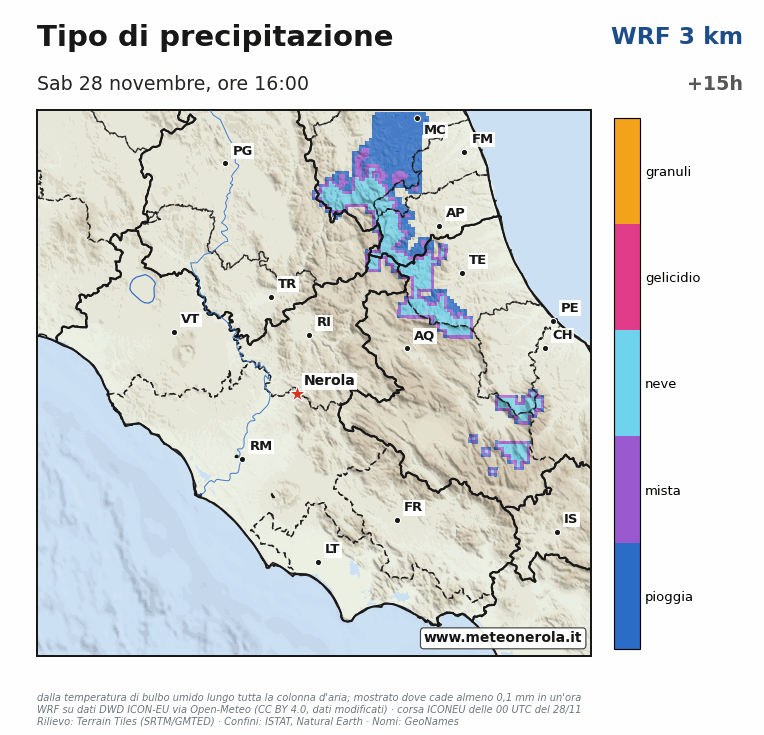 Tipo di precipitazione
WRF 3 km
Sab 28 novembre, ore 16:00
+15h
MC
FM
PG
AP
TE
TR
PE
VT
RI
AQ
CH
Nerola
RM
FR
IS
LT
www.meteonerola.it
granuli
gelicidio
neve
mista
pioggia
dalla temperatura di bulbo umido lungo tutta la colonna d'aria; mostrato dove cade almeno 0,1 mm in un'ora
WRF su dati DWD ICON-EU via Open-Meteo (CC BY 4.0, dati modificati) · corsa ICONEU delle 00 UTC del 28/11
Rilievo: Terrain Tiles (SRTM/GMTED) · Confini: ISTAT, Natural Earth · Nomi: GeoNames